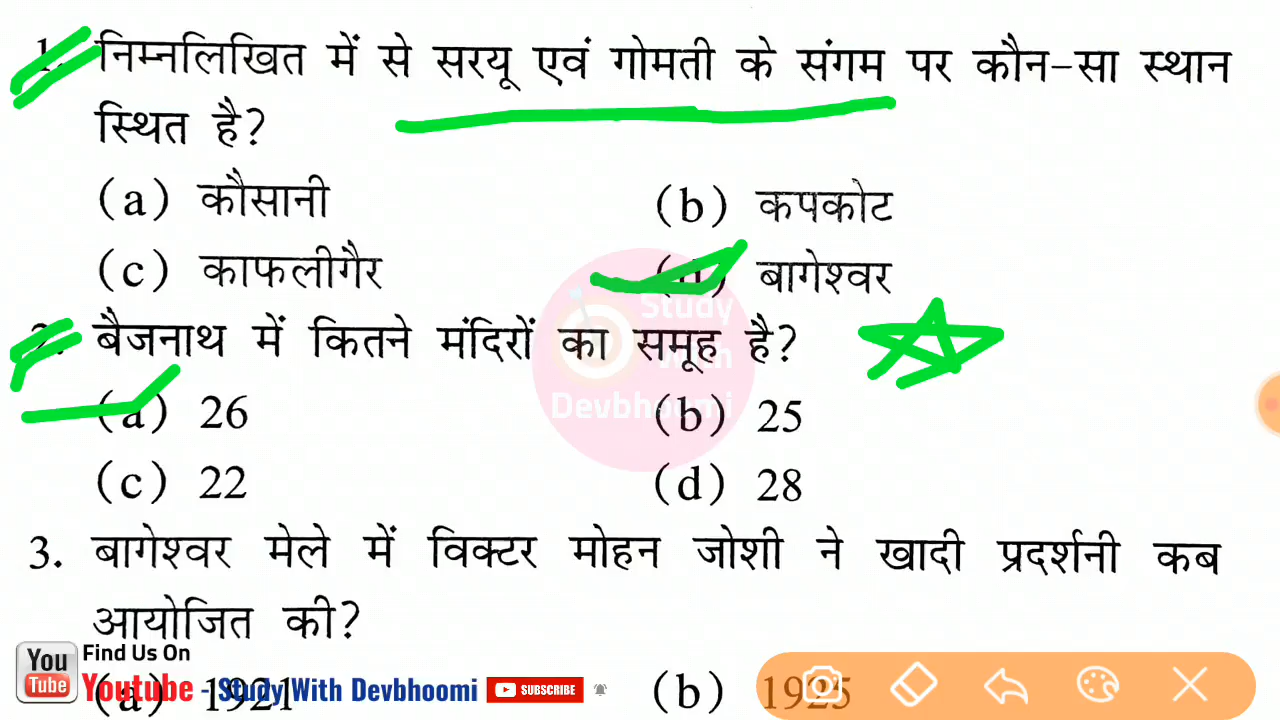 1. निम्नलिखित में से सरयू एवं गोमती के संगम पर कौन-सा स्थान
स्थित है?
(a) कौसानी (b) कपकोट
(c) काफलीगैर (d) बागेश्वर
2. बैजनाथ में कितने मंदिरों का समूह है?
(a) 26 (b) 25
(c) 22 (d) 28
Study
With
Devbhoomi
3. बागेश्वर मेले में विक्टर मोहन जोशी ने खादी प्रदर्शनी कब
आयोजित की?
(a) 1921 (b) 1925
You
Tube
Find Us On
Youtube - Study With Devbhoomi SUBSCRIBE